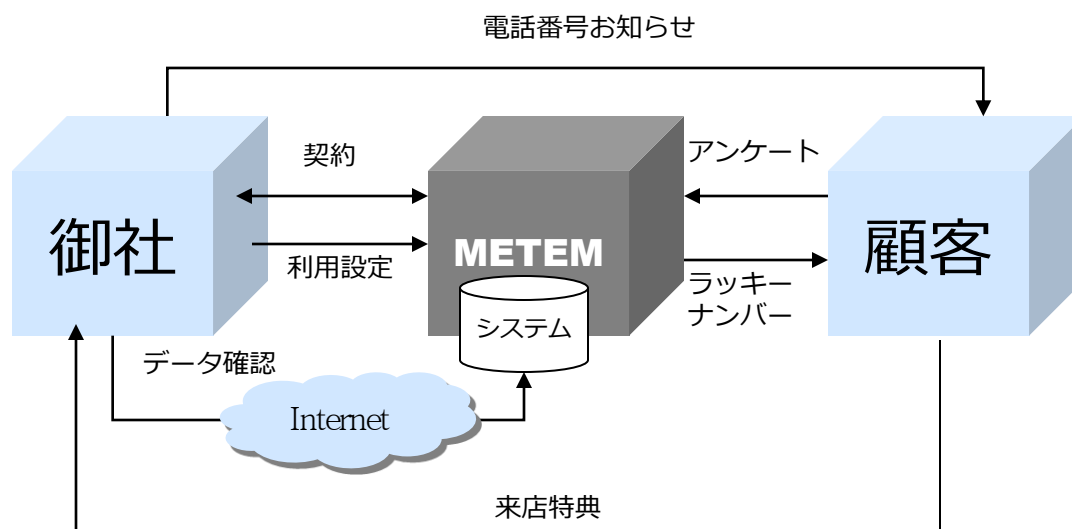 電話番号お知らせ
契約
アンケート
御社
METEM
顧客
利用設定
ラッキー
ナンバー
システム
データ確認
Internet
来店特典